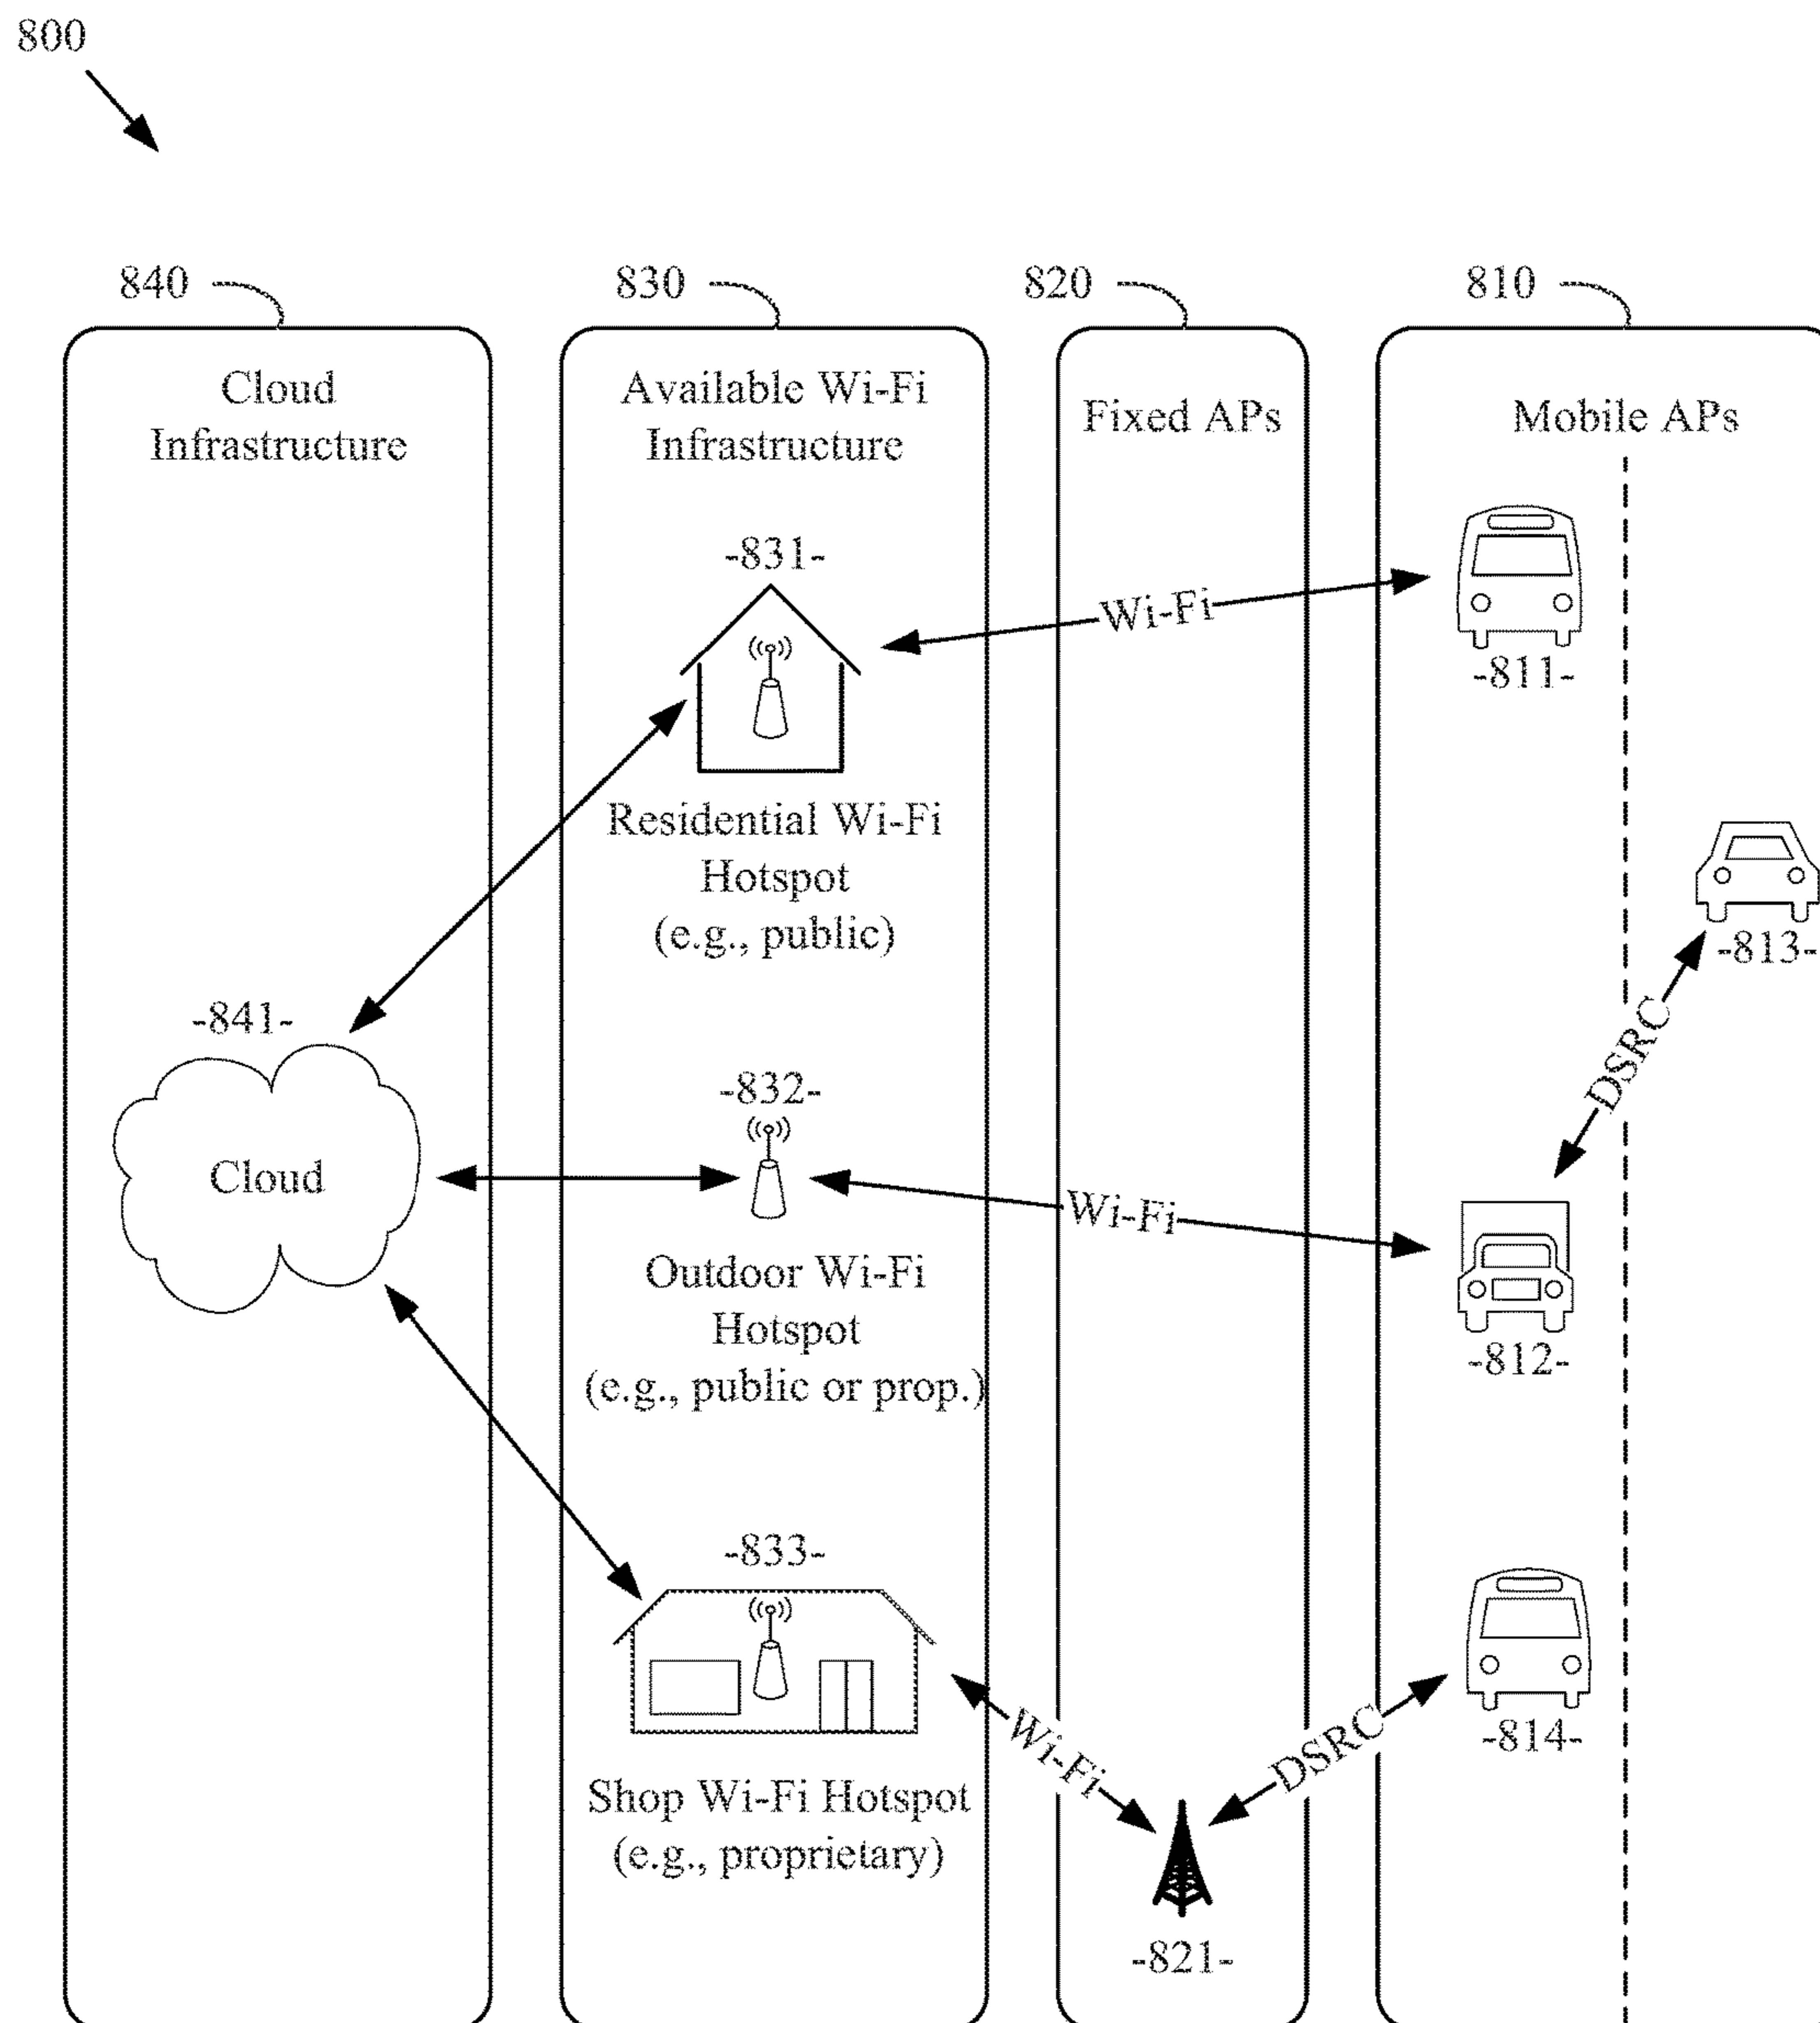 800
840
830
820
810
Cloud
Infrastructure
Available Wi-Fi
Infrastructure
Fixed APs
Mobile APs
-831-
Wi-Fi
-811-
Residential Wi-Fi
Hotspot
(e.g., public)
-813-
DSRC
-841-
Cloud
-832-
Wi-Fi
Outdoor Wi-Fi
Hotspot
(e.g., public or prop.)
-812-
-833-
Wi-Fi
DSRC
-814-
Shop Wi-Fi Hotspot
(e.g., proprietary)
-821-